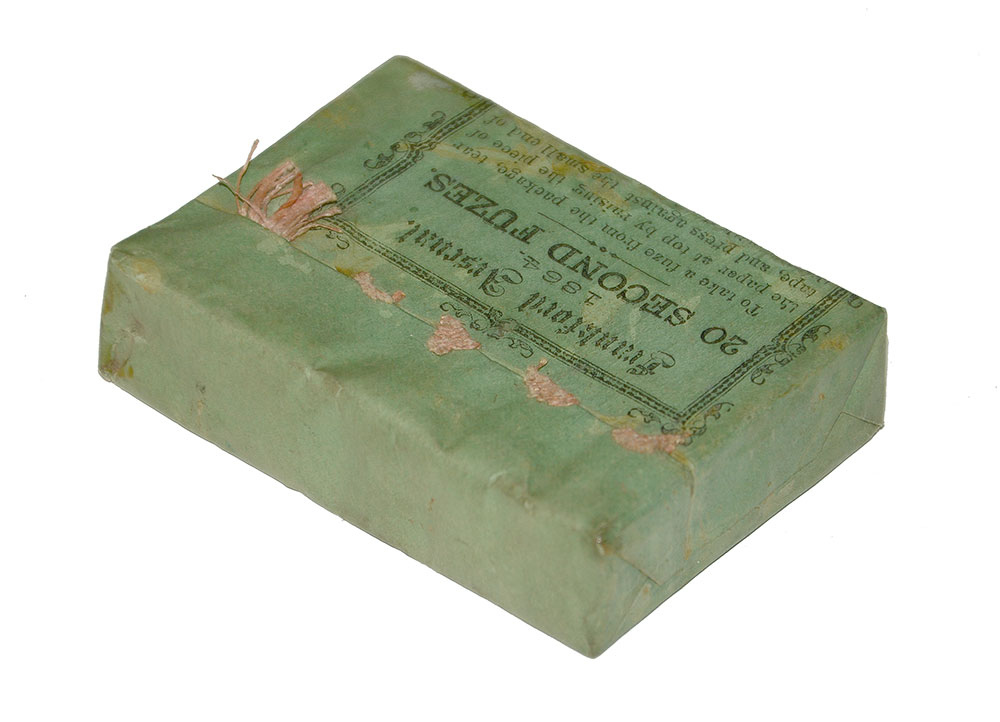 Frankford Arsenal.
1864.
20 SECOND FUZES.
To take a fuze from the package, tear
the paper at top by raising the piece of
tape, and press against the small end of